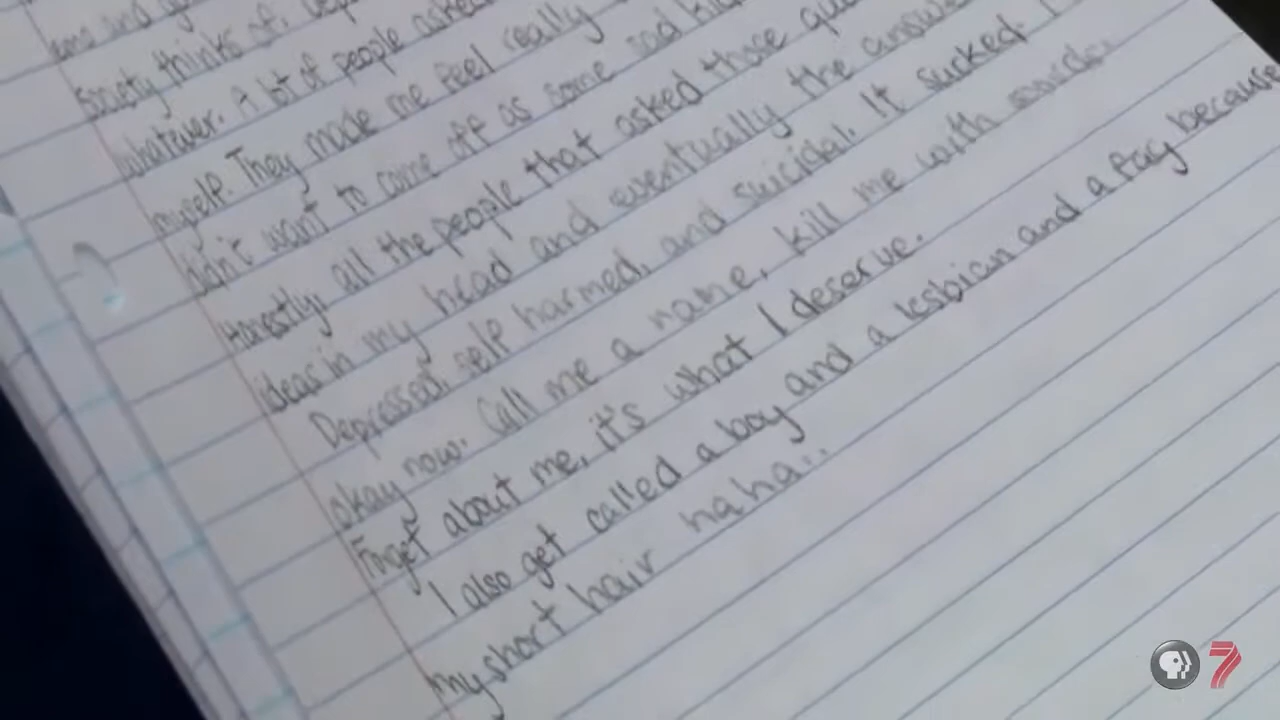 society thinks of.
whatever. A lot of people asked
myself. They made me feel really
didn't want to come off as some sad
Honestly, all the people that asked those
ideas in my head and eventually the
Depressed, self harmed, and suicidal. It sucked. I
okay now. Call me a name, kill me with words
Forget about me, it's what I deserve.
I also get called a boy and a lesbian and a fag because
my short hair haha..
PBS 7